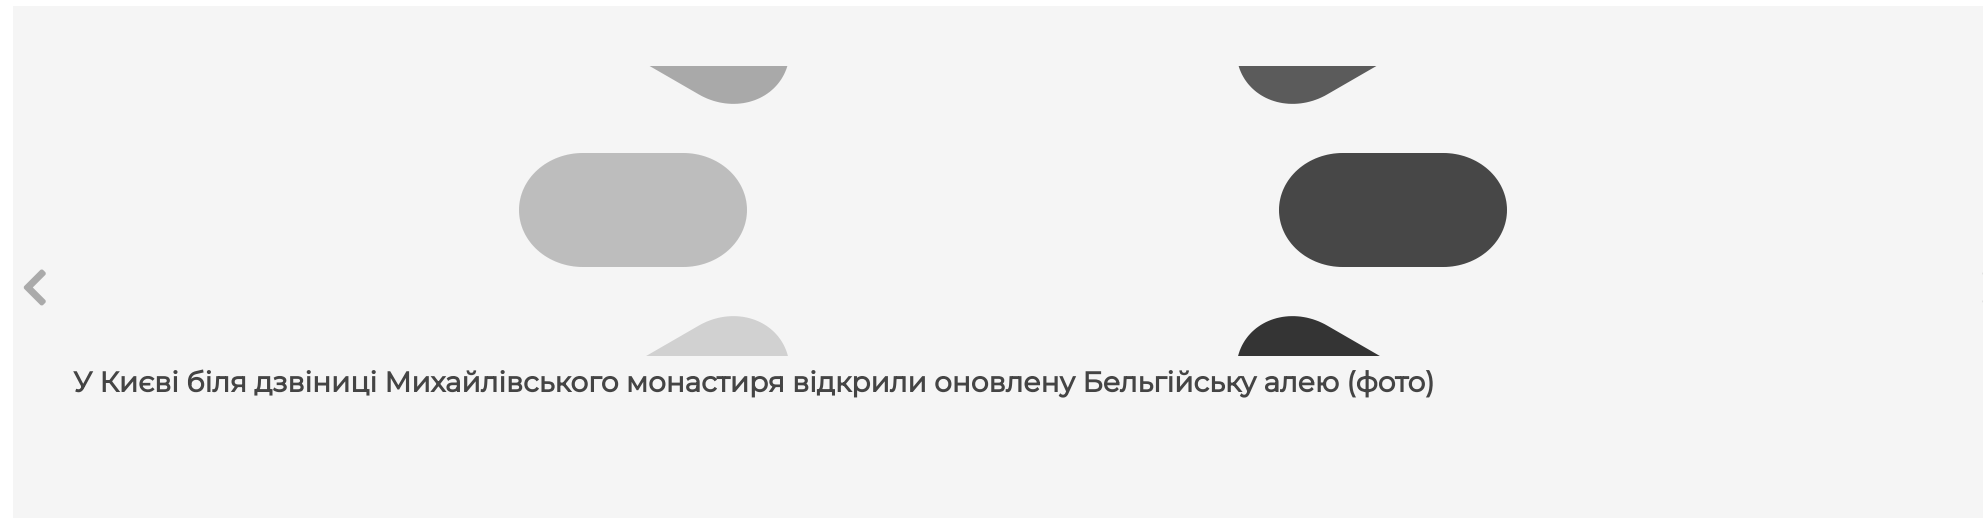 У Києві біля дзвіниці Михайлівського монастиря відкрили оновлену Бельгійську алею (фото)